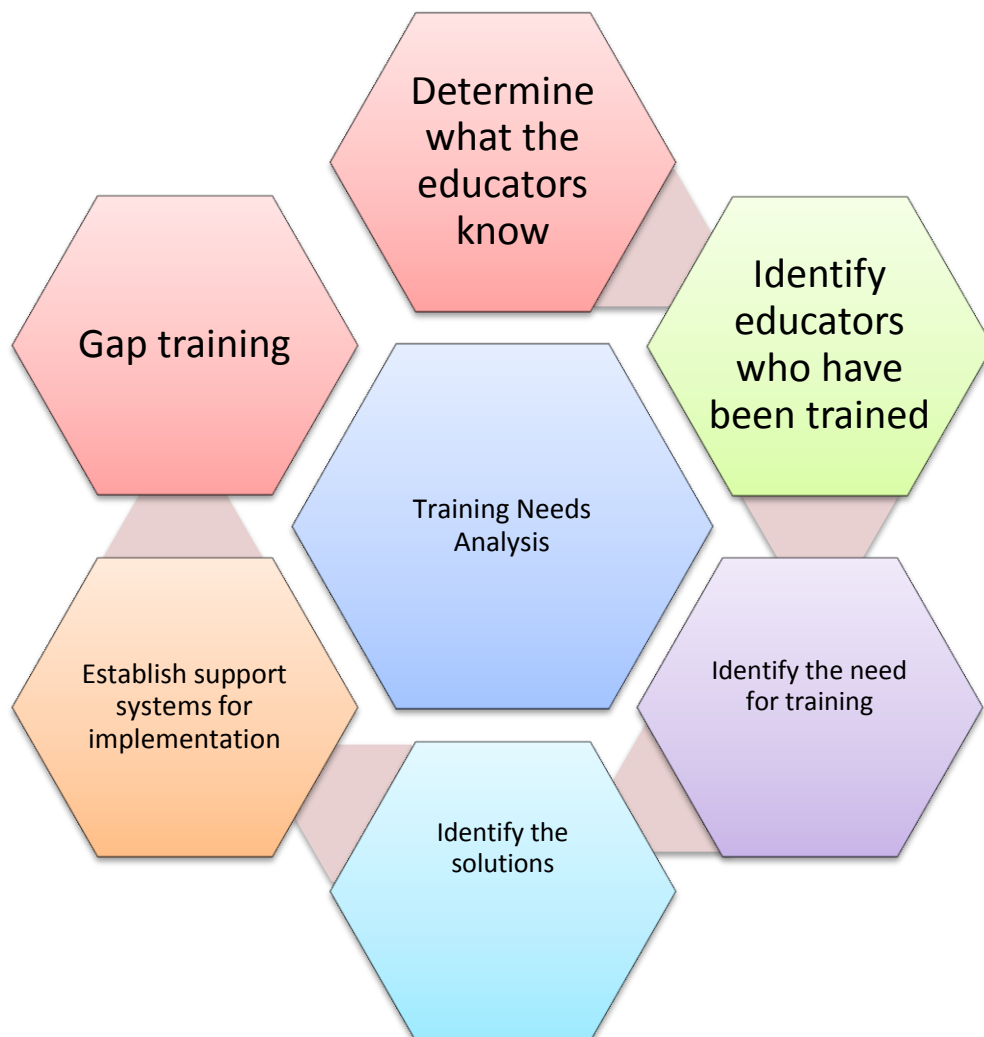 Determine
what the
educators
know
Identify
educators
who have
been trained
Gap training
Training Needs
Analysis
Identify the need
for training
Establish support
systems for
implementation
Identify the
solutions